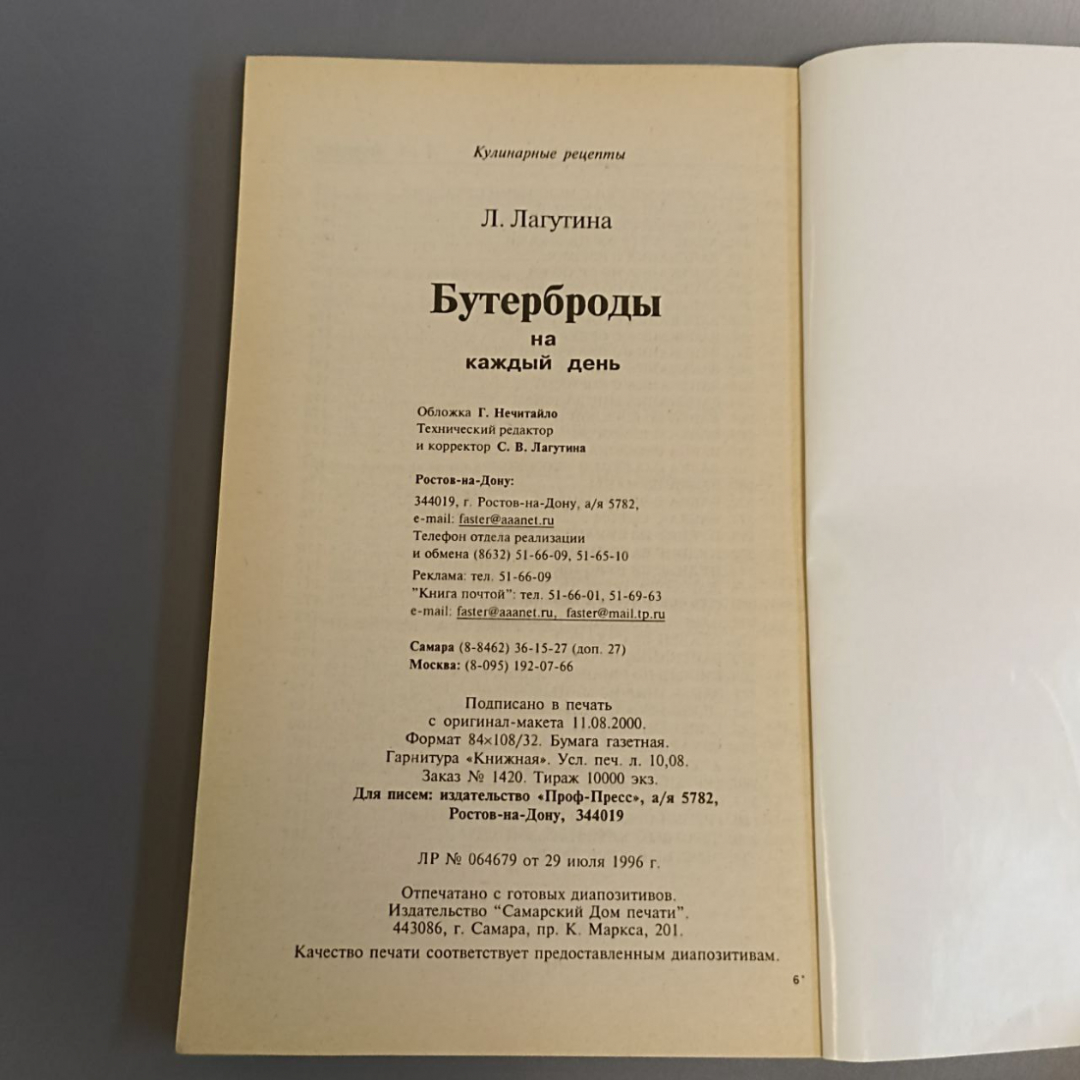 Кулинарные рецепты
Л. Лагутина
Бутерброды
на
каждый день
Обложка Г. Нечитайло
Технический редактор
и корректор С. В. Лагутина
Ростов-на-Дону:
344019, г. Ростов-на-Дону, а/я 5782,
e-mail: faster@aaanet.ru
Телефон отдела реализации
и обмена (8632) 51-66-09, 51-65-10
Реклама: тел. 51-66-09
"Книга почтой": тел. 51-66-01, 51-69-63
e-mail: faster@aaanet.ru, faster@mail.tp.ru
Самара (8-8462) 36-15-27 (доп. 27)
Москва: (8-095) 192-07-66
Подписано в печать
с оригинал-макета 11.08.2000.
Формат 84×108/32. Бумага газетная.
Гарнитура «Книжная». Усл. печ. л. 10,08.
Заказ № 1420. Тираж 10000 экз.
Для писем: издательство «Проф-Пресс», а/я 5782,
Ростов-на-Дону, 344019
ЛР № 064679 от 29 июля 1996 г.
Отпечатано с готовых диапозитивов.
Издательство "Самарский Дом печати".
443086, г. Самара, пр. К. Маркса, 201.
Качество печати соответствует предоставленным диапозитивам.
6*